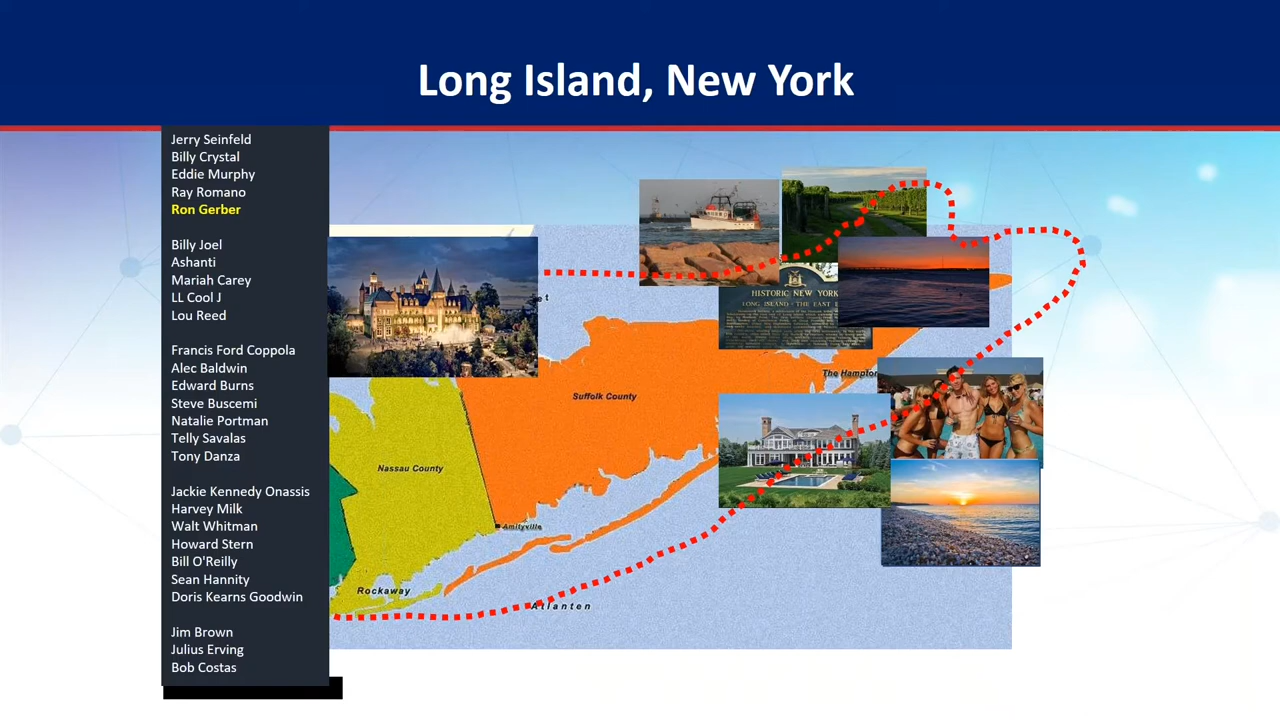 Long Island, New York
Jerry Seinfeld
Billy Crystal
Eddie Murphy
Ray Romano
Ron Gerber
Billy Joel
Ashanti
Mariah Carey
LL Cool J
Lou Reed
Francis Ford Coppola
Alec Baldwin
Edward Burns
Steve Buscemi
Natalie Portman
Telly Savalas
Tony Danza
Jackie Kennedy Onassis
Harvey Milk
Walt Whitman
Howard Stern
Bill O'Reilly
Sean Hannity
Doris Kearns Goodwin
Jim Brown
Julius Erving
Bob Costas
HISTORIC NEW YORK
LONG ISLAND - THE EAST E
The Hampton
Suffolk County
Nassau County
Amityville
Rockaway
Atlanten